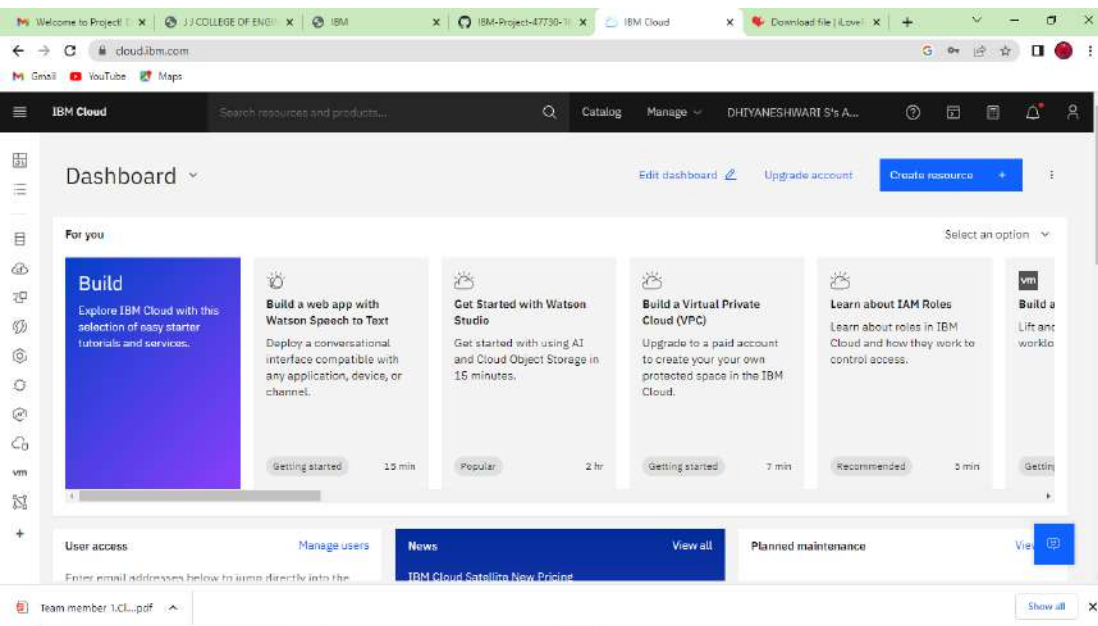 Welcome to Project!
J J COLLEGE OF ENGI
IBM
IBM-Project-47730-1
IBM Cloud
Download file | iLove
cloud.ibm.com
Gmail
YouTube
Maps
IBM Cloud
Search resources and products...
Catalog
Manage
DHIYANESHWARI S's A...
Dashboard
Edit dashboard
Upgrade account
Create resource +
For you
Select an option
Build
Explore IBM Cloud with this
selection of easy starter
tutorials and services.
Build a web app with
Watson Speech to Text
Deploy a conversational
interface compatible with
any application, device, or
channel.
Getting started
15 min
Get Started with Watson
Studio
Get started with using AI
and Cloud Object Storage in
15 minutes.
Popular
2 hr
Build a Virtual Private
Cloud (VPC)
Upgrade to a paid account
to create your your own
protected space in the IBM
Cloud.
Getting started
7 min
Learn about IAM Roles
Learn about roles in IBM
Cloud and how they work to
control access.
Recommended
5 min
vm
Build a
Lift and
worklo
Gettin
vm
User access
Manage users
Enter email addresses below to jump directly into the
News
View all
IBM Cloud Satellite New Pricing
Planned maintenance
Vie
Team member 1.Cl....pdf
Show all